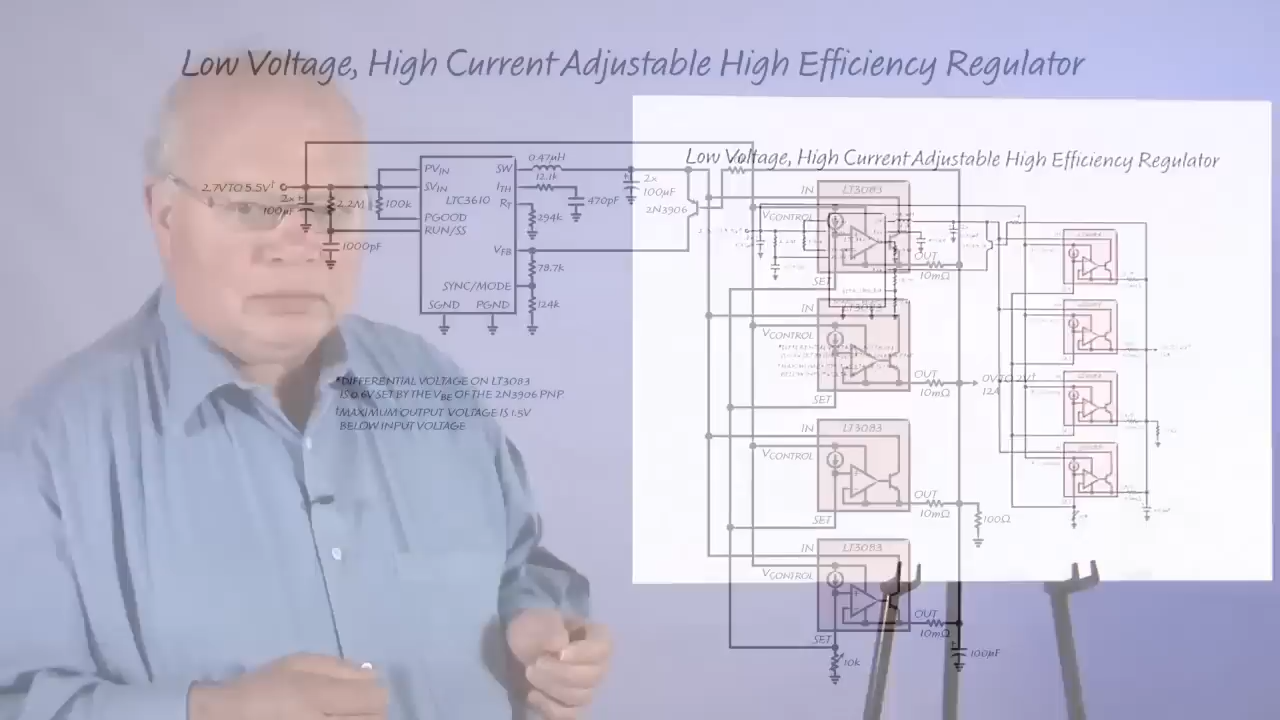 Low Voltage, High Current Adjustable High Efficiency Regulator
Low Voltage, High Current Adjustable High Efficiency Regulator
2.7V TO 5.5V†
2×
100µF
2.2M
100k
1000pF
PVIN
SVIN
LTC3610
PGOOD
RUN/SS
SW
ITH
RT
VFB
SYNC/MODE
SGND PGND
0.47µH
12.1k
470pF
294k
78.7k
124k
2×
100µF
2N3906
IN
LT3083
VCONTROL
OUT
10mΩ
SET
IN
VCONTROL
OUT
10mΩ
SET
0V TO 2V†
12A
LT3083
IN
VCONTROL
OUT
10mΩ
SET
100Ω
IN
LT3083
VCONTROL
OUT
10mΩ
SET
10k
100µF
*DIFFERENTIAL VOLTAGE ON LT3083
IS 0.6V SET BY THE VBE OF THE 2N3906 PNP.
†MAXIMUM OUTPUT VOLTAGE IS 1.5V
BELOW INPUT VOLTAGE